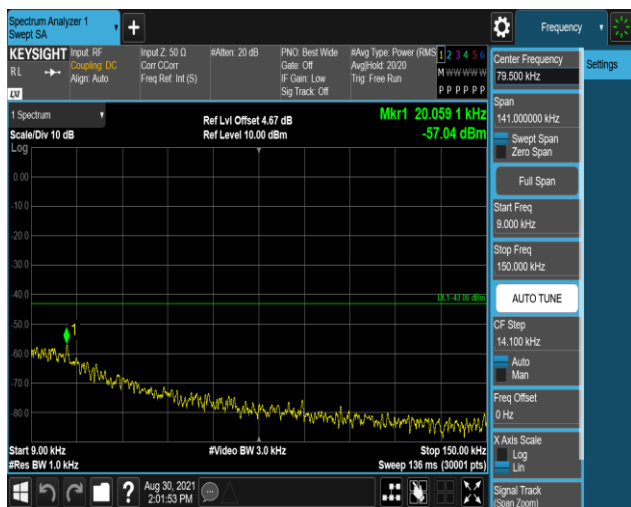 Spectrum Analyzer 1
Swept SA
Frequency
KEYSIGHT
RL
LXI
Input: RF
Coupling: DC
Align: Auto
Input Z: 50 Ω
Corr CCorr
Freq Ref: Int (S)
#Atten: 20 dB
PNO: Best Wide
Gate: Off
IF Gain: Low
Sig Track: Off
#Avg Type: Power (RMS
Avg|Hold: 20/20
Trig: Free Run
1 2 3 4 5 6
M W W W W W
P P P P P P
1 Spectrum
Scale/Div 10 dB
Ref Lvl Offset 4.67 dB
Ref Level 10.00 dBm
Mkr1 20.059 1 kHz
-57.04 dBm
Log
0.00
-10.0
-20.0
-30.0
-40.0
-50.0
-60.0
-70.0
-80.0
DL1 -43.00 dBm
1
Start 9.00 kHz
#Res BW 1.0 kHz
#Video BW 3.0 kHz
Stop 150.00 kHz
Sweep 136 ms (30001 pts)
Aug 30, 2021
2:01:53 PM
Center Frequency
79.500 kHz
Settings
Span
141.000000 kHz
Swept Span
Zero Span
Full Span
Start Freq
9.000 kHz
Stop Freq
150.000 kHz
AUTO TUNE
CF Step
14.100 kHz
Auto
Man
Freq Offset
0 Hz
X Axis Scale
Log
Lin
Signal Track
(Span Zoom)